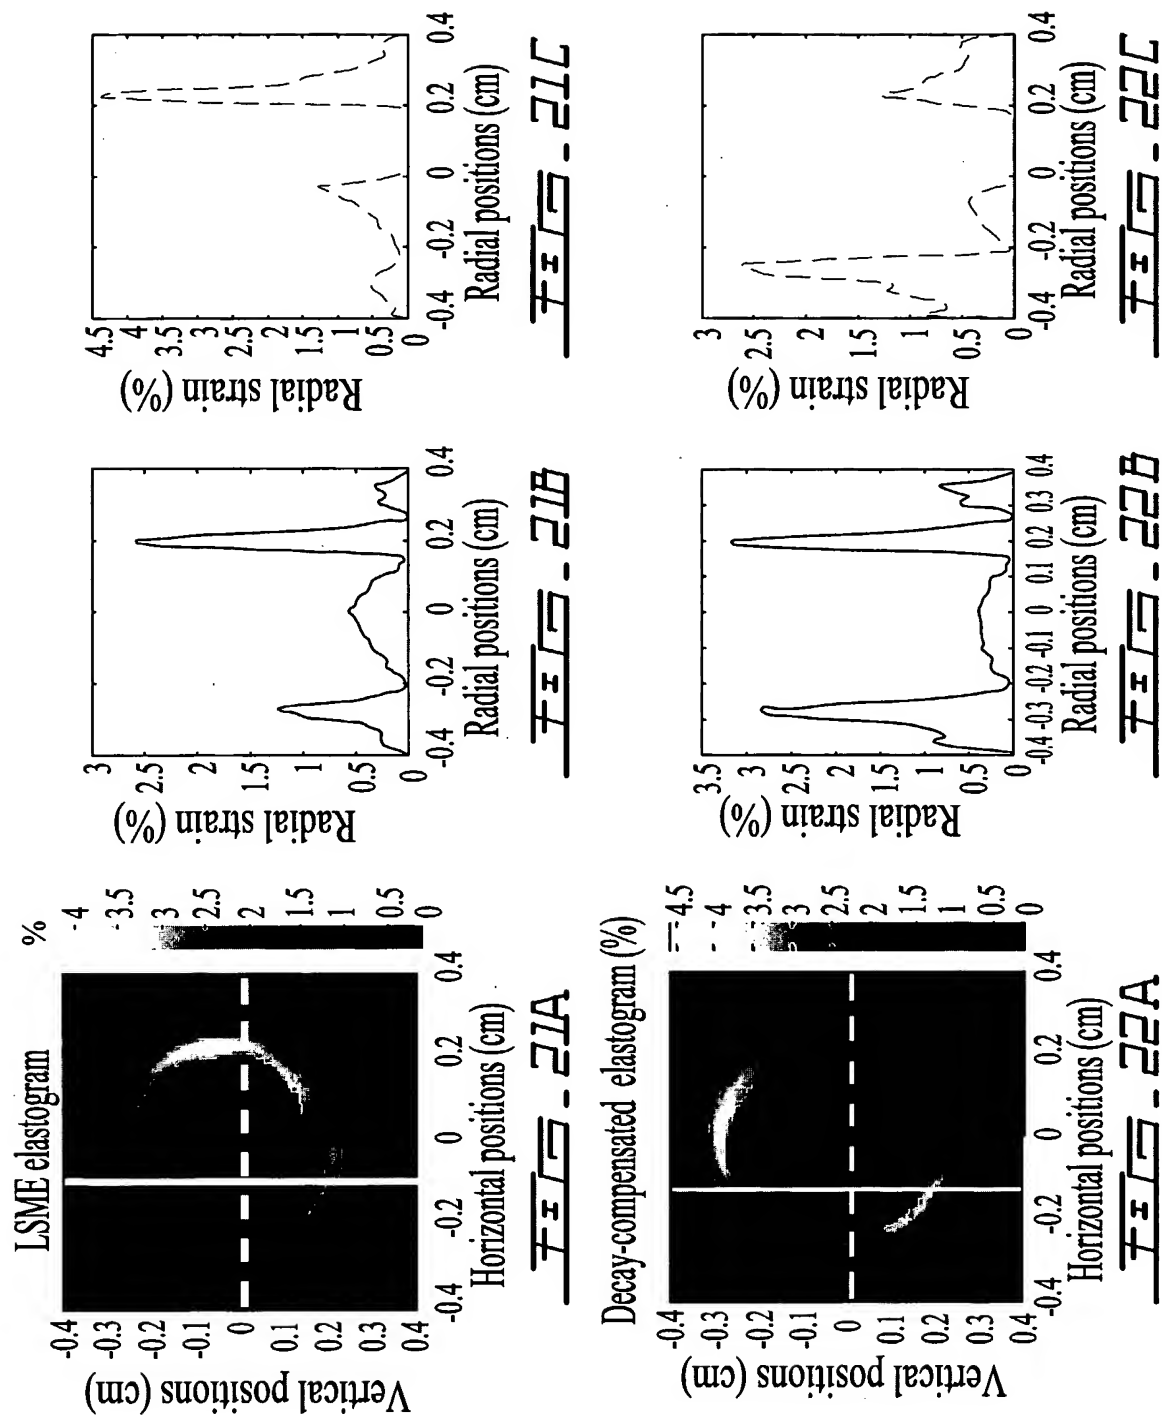 LSME elastogram
%
4
3.5
3
2.5
2
1.5
1
0.5
0
-0.4
-0.3
-0.2
0
0.1
0.2
0.3
0.4
Vertical positions (cm)
-0.4 -0.2 0 0.2 0.4
Horizontal positions (cm)
FIG. 21A
3
2.5
2
1.5
1
0.5
0
Radial strain (%)
-0.4 -0.2 0 0.2 0.4
Radial positions (cm)
FIG. 21B
4.5
4
3.5
3
2.5
2
1.5
1
0.5
Radial strain (%)
-0.4 -0.2 0 0.2 0.4
Radial positions (cm)
FIG. 21C
Decay-compensated elastogram (%)
4.5
4
3.5
3
2.5
2
1.5
1
0.5
0
-0.4
-0.3
-0.2
0
0.1
0.2
0.3
0.4
Vertical positions (cm)
-0.4 -0.2 0 0.2 0.4
Horizontal positions (cm)
FIG. 22A
3.5
3
2.5
2
1.5
1
0.5
0
Radial strain (%)
-0.4 -0.3 -0.2 -0.1 0 0.1 0.2 0.3 0.4
Radial positions (cm)
FIG. 22B
3
2.5
2
1.5
1
0.5
0
Radial strain (%)
-0.4 -0.2 0 0.2 0.4
Radial positions (cm)
FIG. 22C